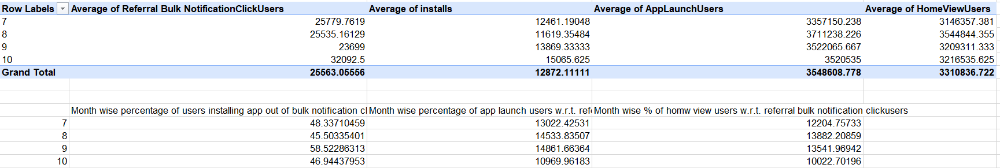 Row Labels Average of Referral Bulk NotificationClickUsers Average of installs Average of AppLaunchUsers Average of HomeViewUsers
7 25779.7619 12461.19048 3357150.238 3146357.381
8 25535.16129 11619.35484 3711238.226 3544844.355
9 23699 13869.33333 3522065.667 3209311.333
10 32092.5 15065.625 3520535 3216535.625
Grand Total 25563.05556 12872.11111 3548608.778 3310836.722
Month wise percentage of users installing app out of bulk notification cl Month wise percentage of app launch users w.r.t. refe Month wise % of homw view users w.r.t. referral bulk notification clickusers
7 48.33710459 13022.42531 12204.75733
8 45.50335401 14533.83507 13882.20859
9 58.52286313 14861.66364 13541.96942
10 46.94437953 10969.96183 10022.70196